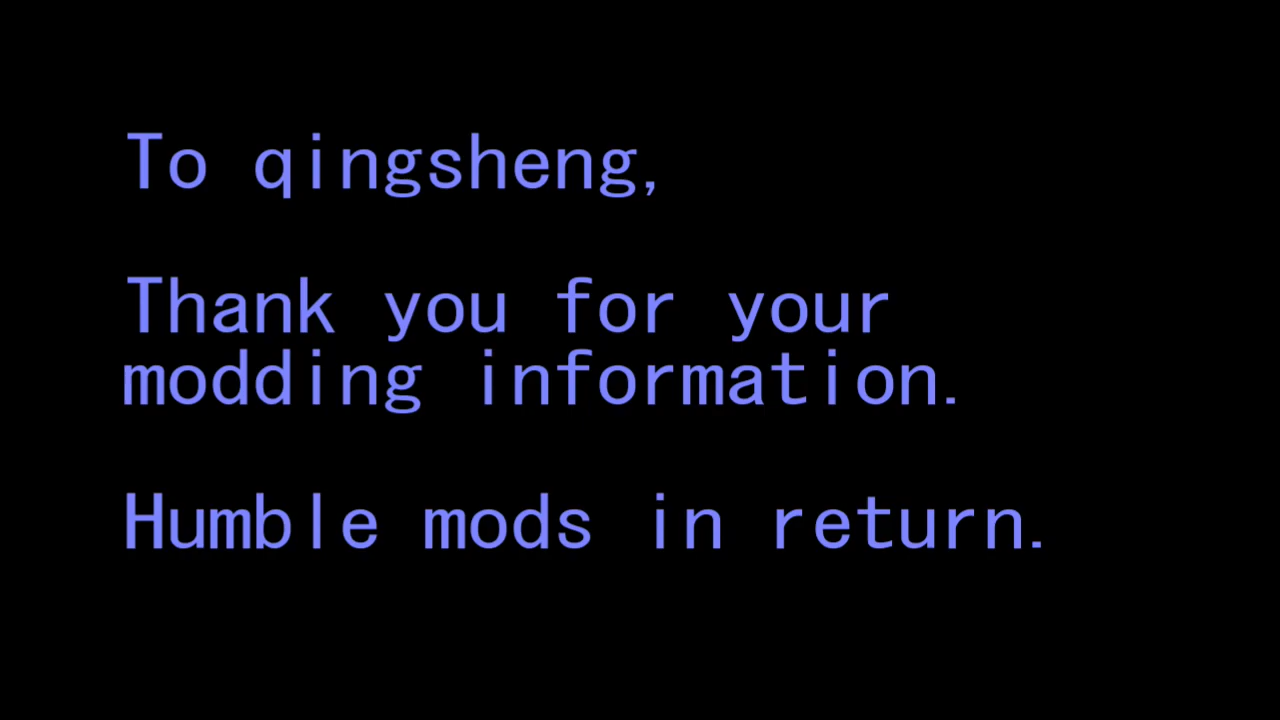 To qingsheng,
Thank you for your
modding information.
Humble mods in return.